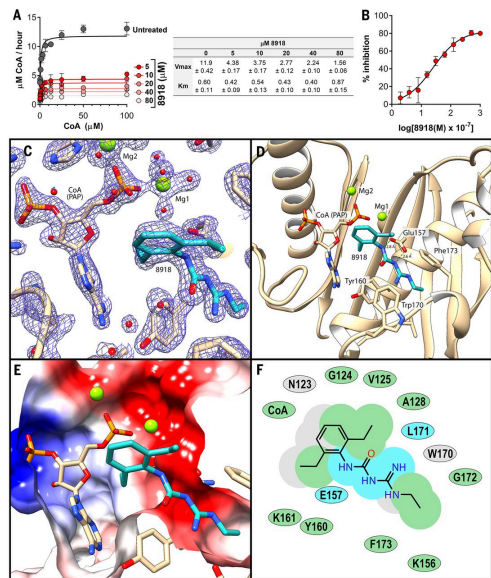 A
μM CoA / hour
15
10
5
0
0
50
100
CoA (μM)
Untreated
5
10
20
40
80
8918(μM)
μM 8918
0 5 10 20 40 80
Vmax 11.9 4.38 3.75 2.77 2.24 1.56
± 0.42 ± 0.17 ± 0.17 ± 0.12 ± 0.10 ± 0.06
Km 0.60 0.42 0.54 0.43 0.40 0.87
± 0.11 ± 0.09 ± 0.13 ± 0.10 ± 0.10 ± 0.15
B
% inhibition
100
80
60
40
20
0
0 1 2 3
log[8918(M) x 10⁻⁷]
C
Mg2
CoA
(PAP)
Mg1
8918
D
Mg2
Mg1
CoA (PAP)
Glu157
Phe173
8918
Tyr160
Trp170
E
F
N123
G124
V125
CoA
A128
L171
W170
G172
E157
K161
Y160
F173
K156
O
NH
NH
NH
NH